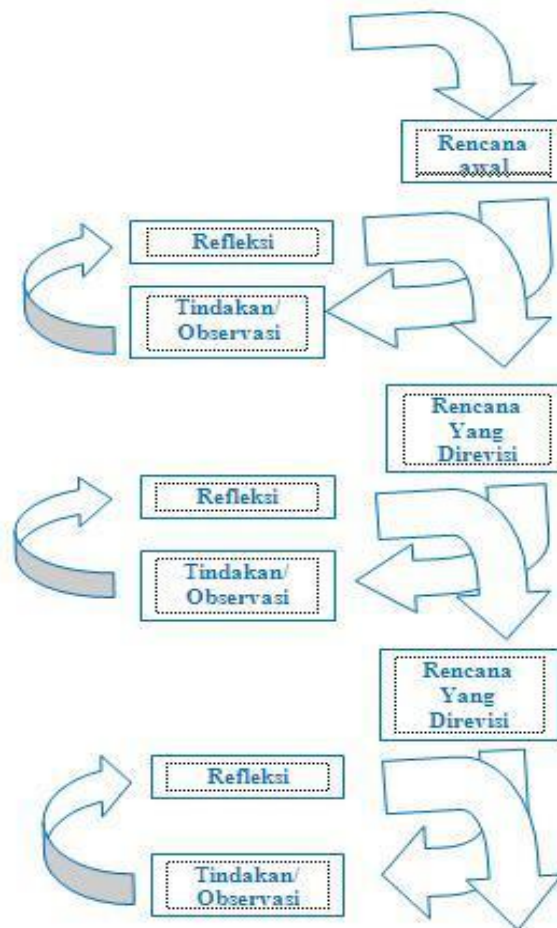 Rencana
awal
Refleksi
Tindakan/
Observasi
Rencana
Yang
Direvisi
Refleksi
Tindakan/
Observasi
Rencana
Yang
Direvisi
Refleksi
Tindakan/
Observasi